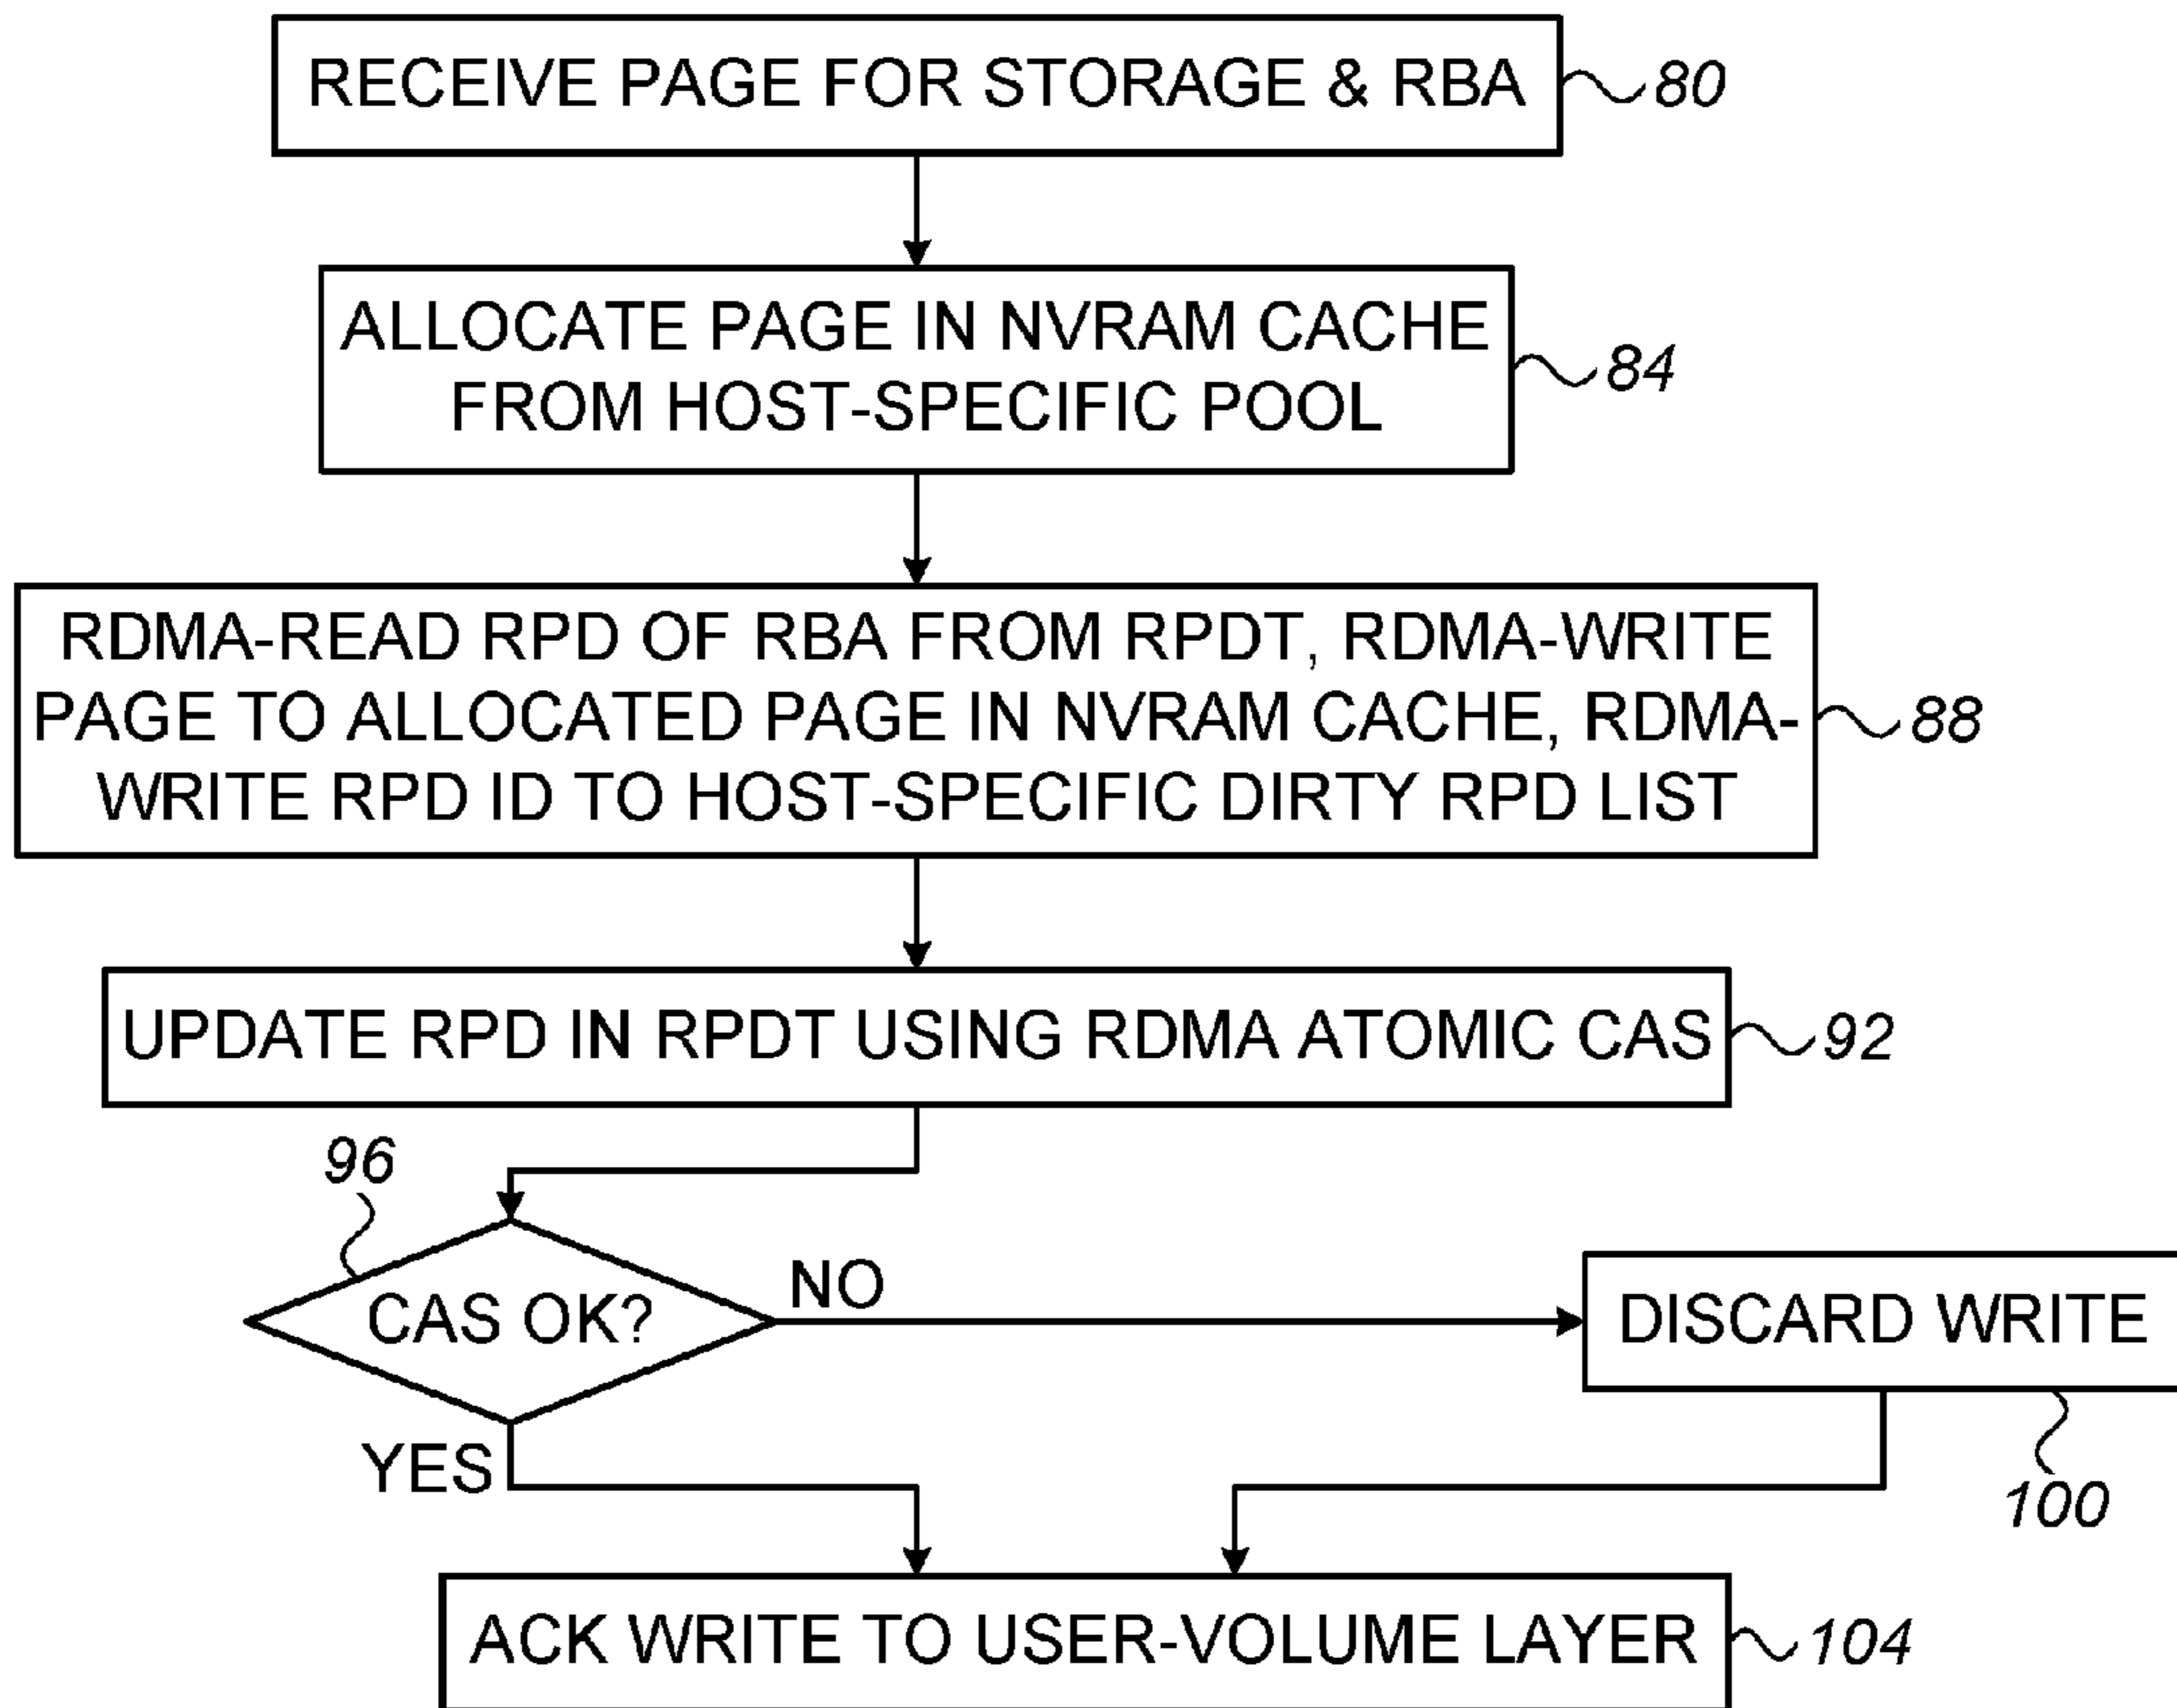 RECEIVE PAGE FOR STORAGE & RBA
80
ALLOCATE PAGE IN NVRAM CACHE
FROM HOST-SPECIFIC POOL
84
RDMA-READ RPD OF RBA FROM RPDT, RDMA-WRITE
PAGE TO ALLOCATED PAGE IN NVRAM CACHE, RDMA-
WRITE RPD ID TO HOST-SPECIFIC DIRTY RPD LIST
88
UPDATE RPD IN RPDT USING RDMA ATOMIC CAS
92
96
CAS OK?
NO
DISCARD WRITE
YES
100
ACK WRITE TO USER-VOLUME LAYER
104